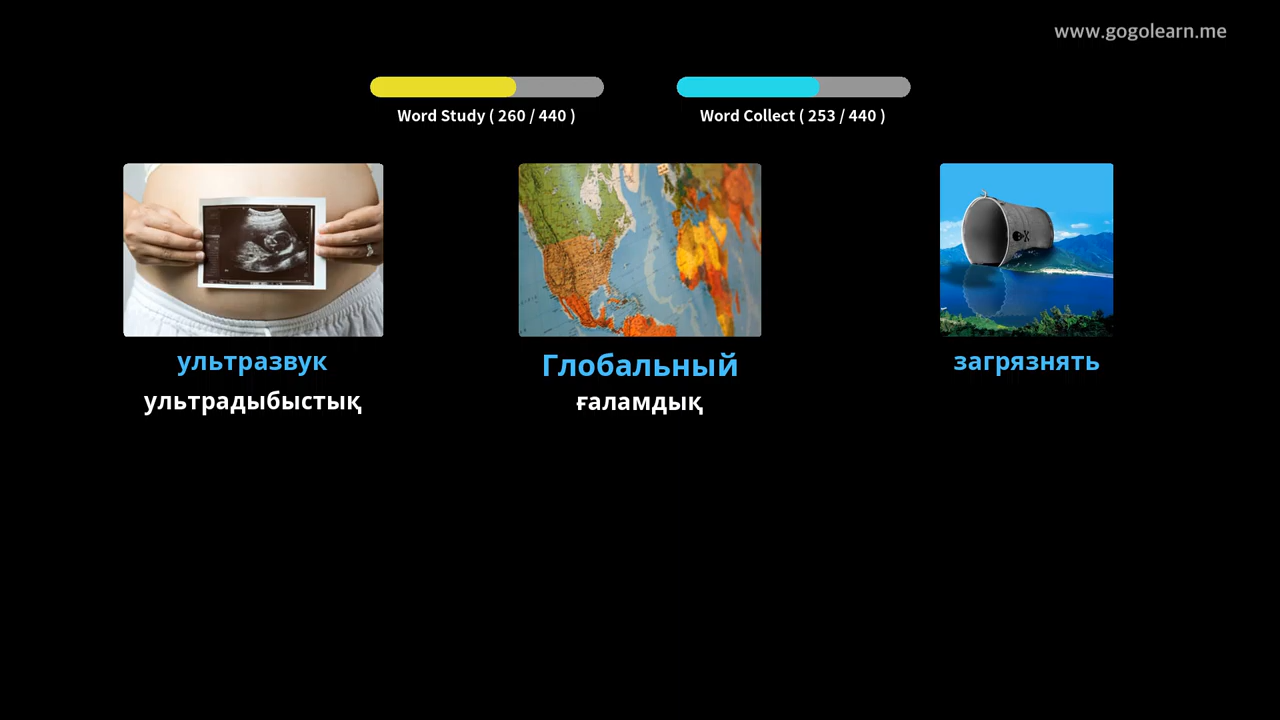 www.gogolearn.me
Word Study ( 260 / 440 )
Word Collect ( 253 / 440 )
ультразвук
ультрадыбыстық
Глобальный
ғаламдық
загрязнять